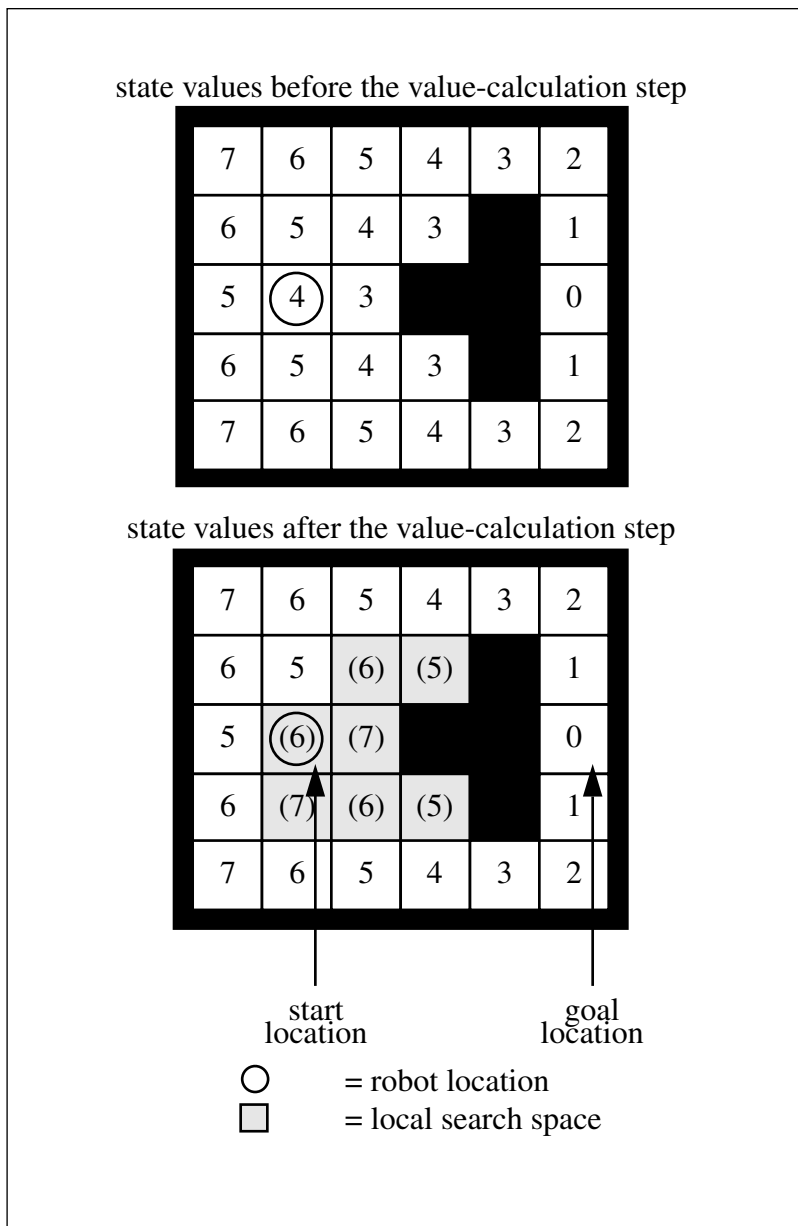 state values before the value-calculation step
7 6 5 4 3 2
6 5 4 3 1
5 4 3 0
6 5 4 3 1
7 6 5 4 3 2
state values after the value-calculation step
7 6 5 4 3 2
6 5 (6) (5) 1
5 (6) (7) 0
6 (7) (6) (5) 1
7 6 5 4 3 2
start goal
location location
= robot location
= local search space